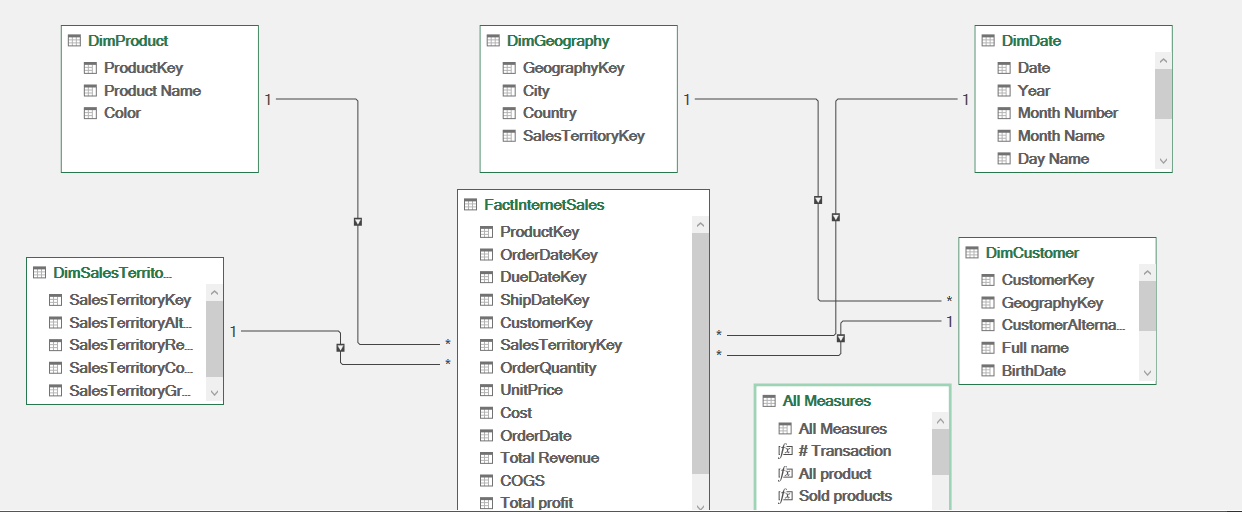 DimProduct
ProductKey
Product Name
Color
1
DimGeography
GeographyKey
City
Country
SalesTerritoryKey
1
DimDate
Date
Year
Month Number
Month Name
Day Name
1
DimSalesTerrito...
SalesTerritoryKey
SalesTerritoryAlt...
SalesTerritoryRe...
SalesTerritoryCo...
SalesTerritoryGr...
1
*
*
FactInternetSales
ProductKey
OrderDateKey
DueDateKey
ShipDateKey
CustomerKey
SalesTerritoryKey
OrderQuantity
UnitPrice
Cost
OrderDate
Total Revenue
COGS
Total profit
*
*
*
1
DimCustomer
CustomerKey
GeographyKey
CustomerAlterna...
Full name
BirthDate
All Measures
All Measures
fx # Transaction
fx All product
fx Sold products